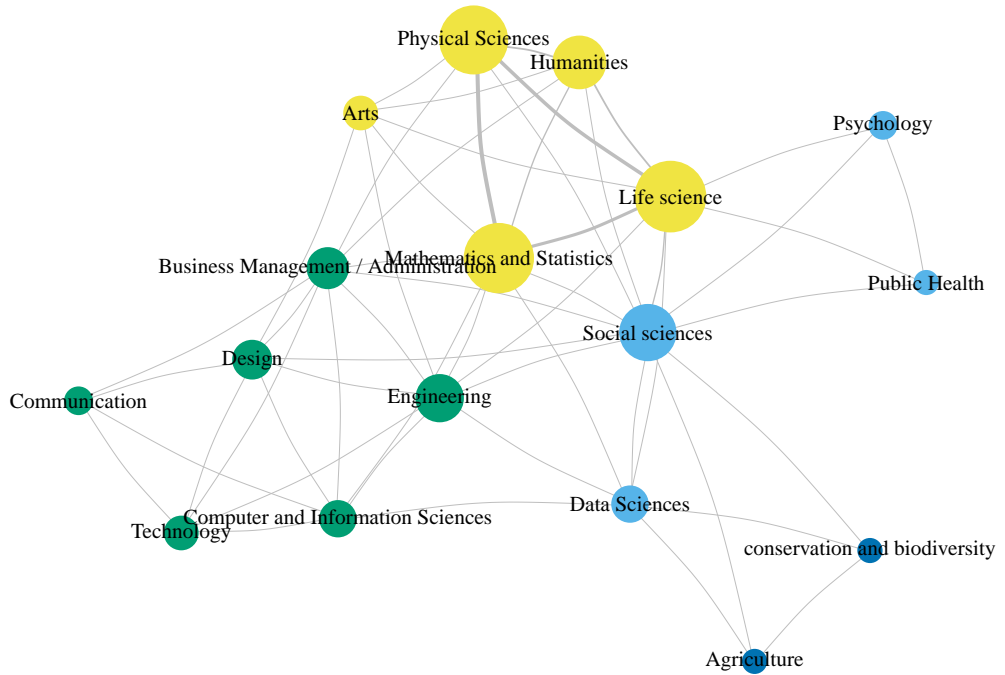 Physical Sciences
Humanities
Arts
Psychology
Life science
Mathematics and Statistics
Business Management / Administration
Public Health
Social sciences
Design
Engineering
Communication
Data Sciences
Computer and Information Sciences
Technology
conservation and biodiversity
Agriculture